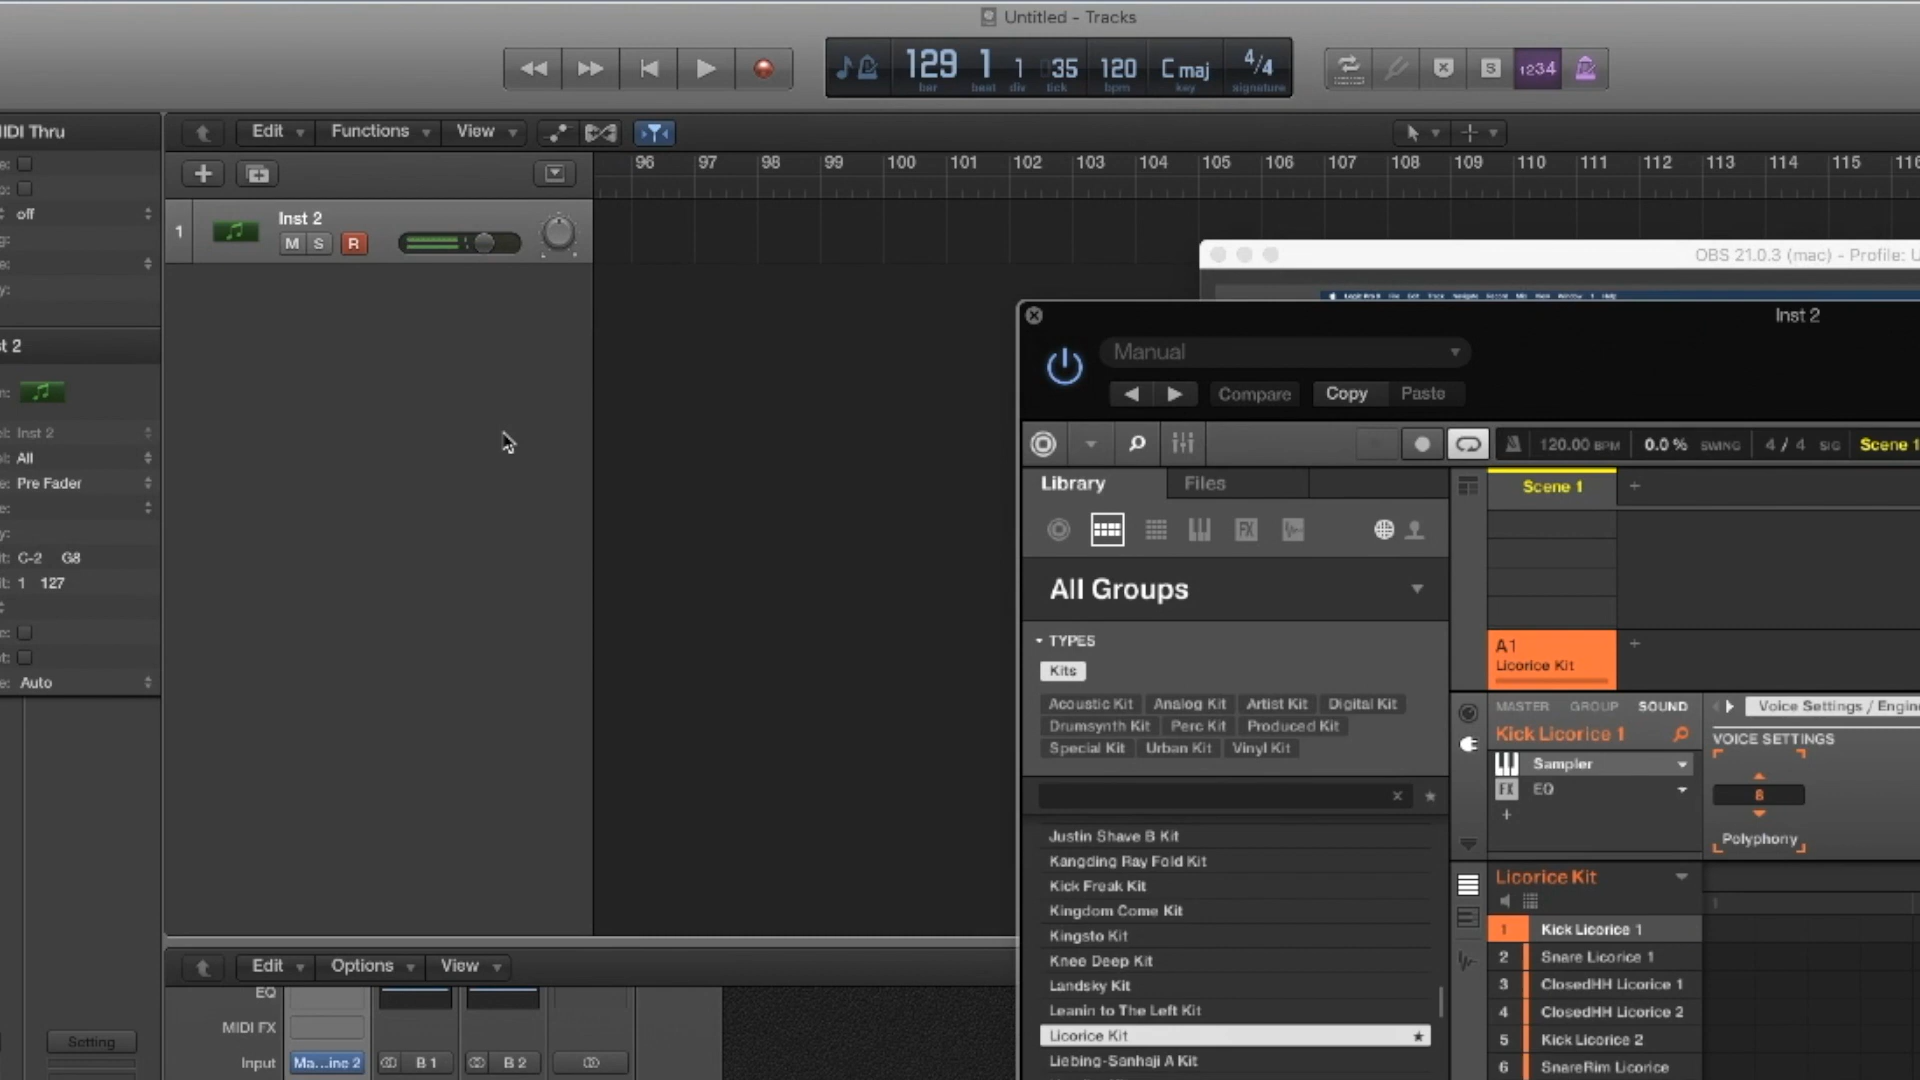 Untitled - Tracks
129 1 1 035 120 C maj 4/4
bar beat div tick bpm key signature
1234
IDI Thru
off
t 2
Inst 2
All
Pre Fader
C-2 G8
1 127
Auto
Setting
Edit Functions View
96 97 98 99 100 101 102 103 104 105 106 107 108 109 110 111 112 113 114 115 116
1 Inst 2
M S R
OBS 21.0.3 (mac) - Profile: U
Inst 2
Manual
Compare Copy Paste
120.00 BPM 0.0 % SWING 4 / 4 SIG Scene 1
Library Files
FX
All Groups
TYPES
Kits
Acoustic Kit Analog Kit Artist Kit Digital Kit
Drumsynth Kit Perc Kit Produced Kit
Special Kit Urban Kit Vinyl Kit
Justin Shave B Kit
Kangding Ray Fold Kit
Kick Freak Kit
Kingdom Come Kit
Kingsto Kit
Knee Deep Kit
Landsky Kit
Leanin to The Left Kit
Licorice Kit
Liebing-Sanhaji A Kit
Scene 1 +
A1 +
Licorice Kit
MASTER GROUP SOUND
Voice Settings / Engin
Kick Licorice 1
VOICE SETTINGS
Sampler
FX EQ
+
8
Polyphony
Licorice Kit
1
1 Kick Licorice 1
2 Snare Licorice 1
3 ClosedHH Licorice 1
4 ClosedHH Licorice 2
5 Kick Licorice 2
6 SnareRim Licorice
Edit Options View
EQ
MIDI FX
Input Ma...ine 2 B 1 B 2